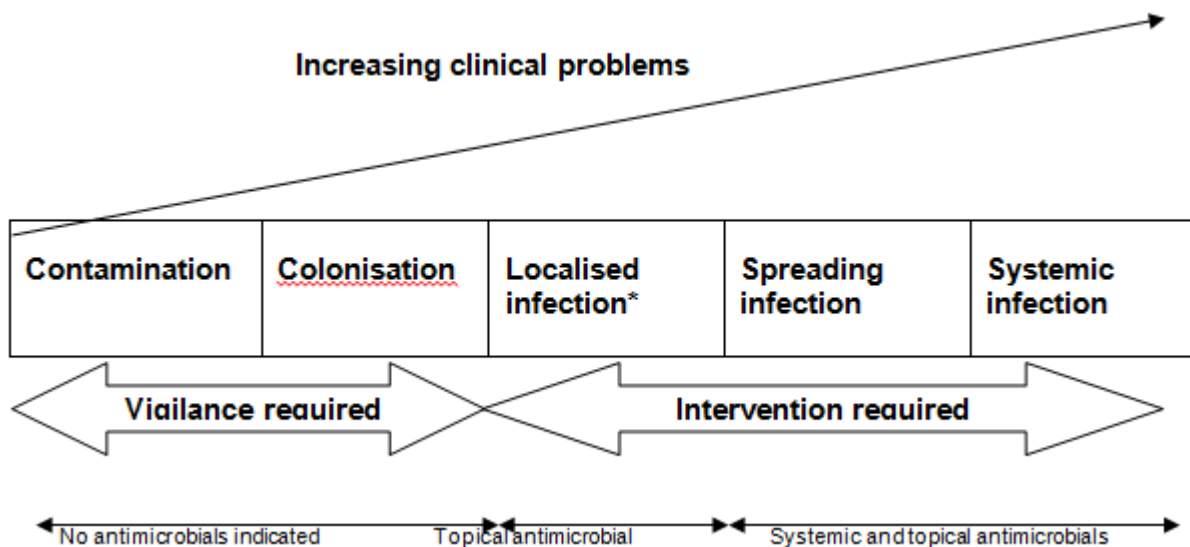 Increasing clinical problems
Contamination
Colonisation
Localised
infection*
Spreading
infection
Systemic
infection
Vigilance required
Intervention required
No antimicrobials indicated
Topical antimicrobial
Systemic and topical antimicrobials